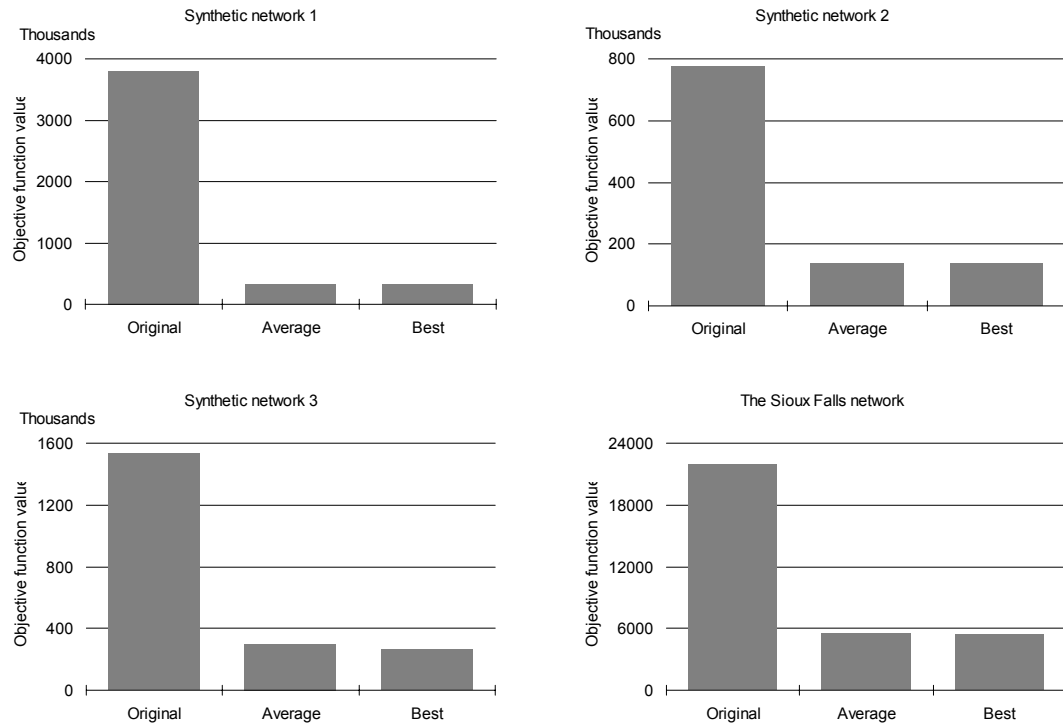 Synthetic network 1
Thousands
4000
3000
2000
1000
0
Objective function value
Original Average Best
Synthetic network 2
Thousands
800
600
400
200
0
Objective function value
Original Average Best
Synthetic network 3
Thousands
1600
1200
800
400
0
Objective function value
Original Average Best
The Sioux Falls network
24000
18000
12000
6000
0
Objective function value
Original Average Best